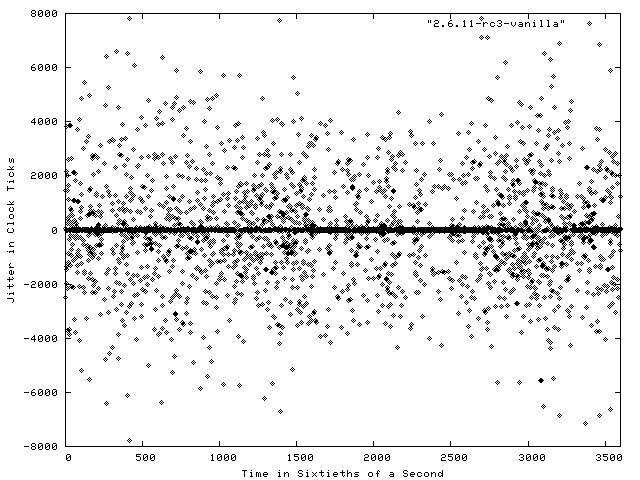 8000
"2.6.11-rc3-vanilla"
6000
4000
2000
0
-2000
-4000
-6000
-8000
Jitter in Clock Ticks
0 500 1000 1500 2000 2500 3000 3500
Time in Sixtieths of a Second